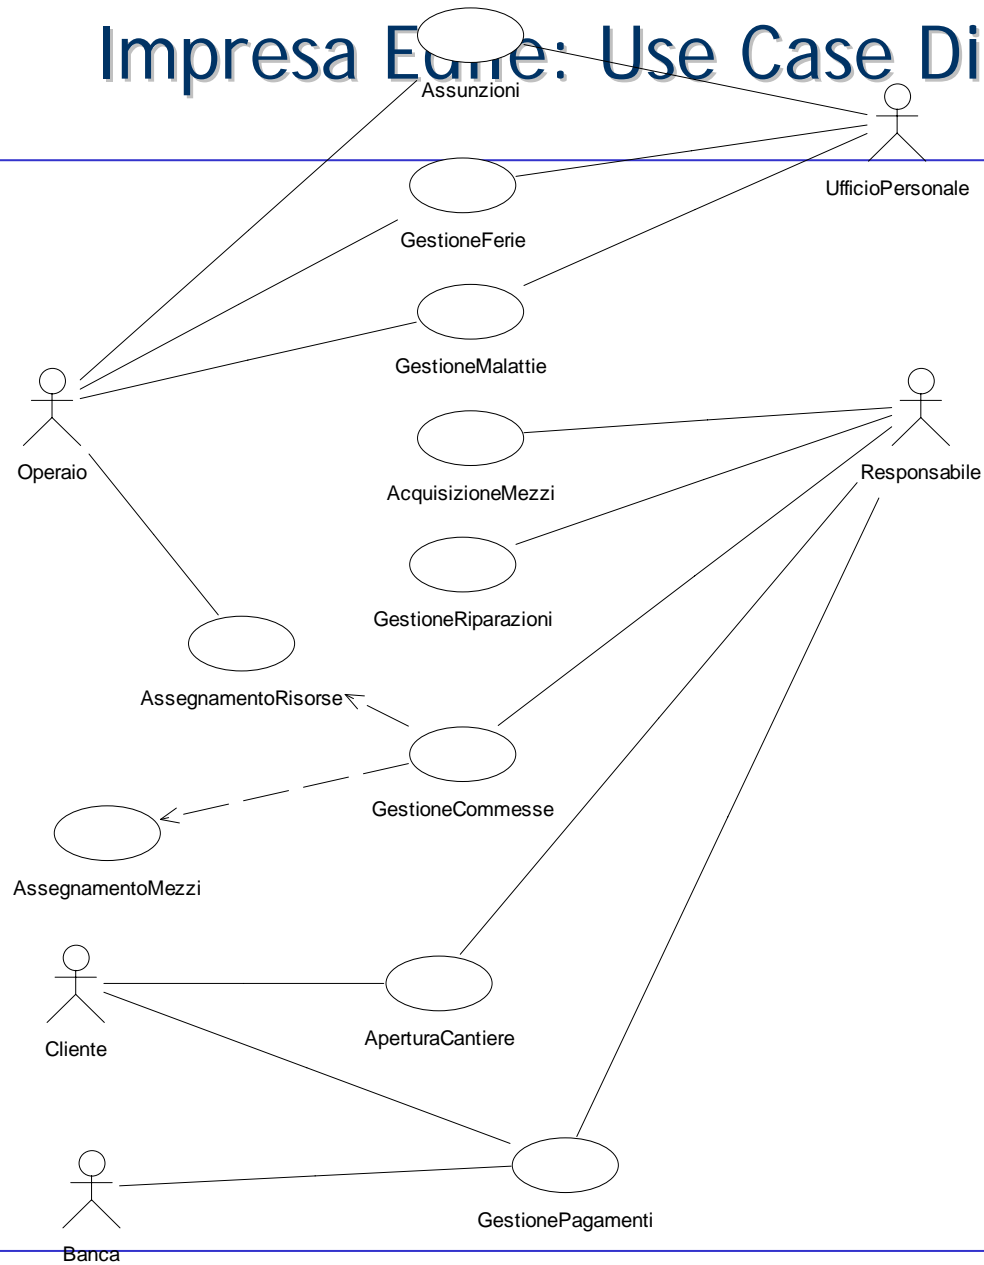 Impresa Edile: Use Case Di
Assunzioni
UfficioPersonale
GestioneFerie
GestioneMalattie
Operaio
Responsabile
AcquisizioneMezzi
GestioneRiparazioni
AssegnamentoRisorse
GestioneCommesse
AssegnamentoMezzi
AperturaCantiere
Cliente
GestionePagamenti
Banca